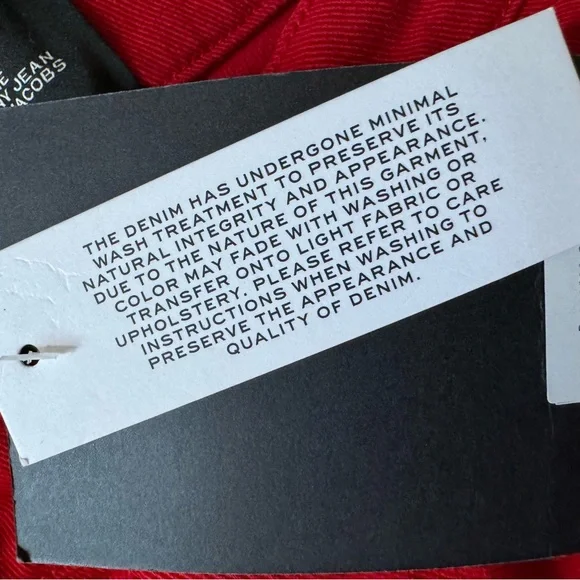 NY JEAN
JACOBS
THE DENIM HAS UNDERGONE MINIMAL
WASH TREATMENT TO PRESERVE ITS
NATURAL INTEGRITY AND APPEARANCE.
DUE TO THE NATURE OF THIS GARMENT,
COLOR MAY FADE WITH WASHING OR
TRANSFER ONTO LIGHT FABRIC OR
UPHOLSTERY. PLEASE REFER TO CARE
INSTRUCTIONS WHEN WASHING TO
PRESERVE THE APPEARANCE AND
QUALITY OF DENIM.